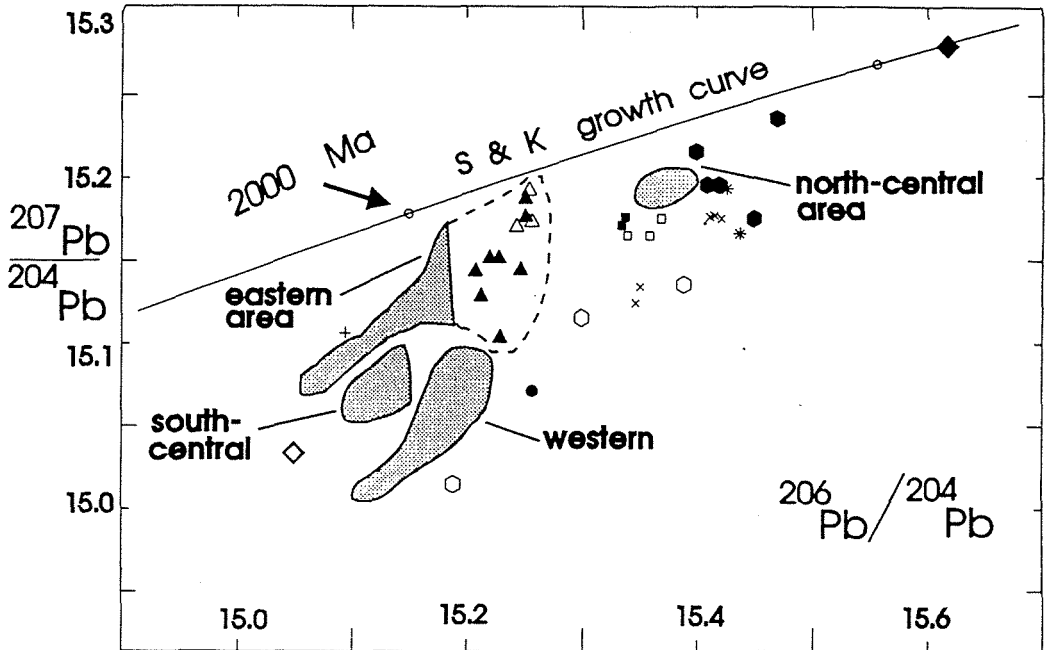 15.3
15.2
15.1
15.0
207
Pb
204
Pb
2000 Ma
S & K growth curve
north-central
area
eastern
area
south-
central
western
206
Pb/
204
Pb
15.0
15.2
15.4
15.6